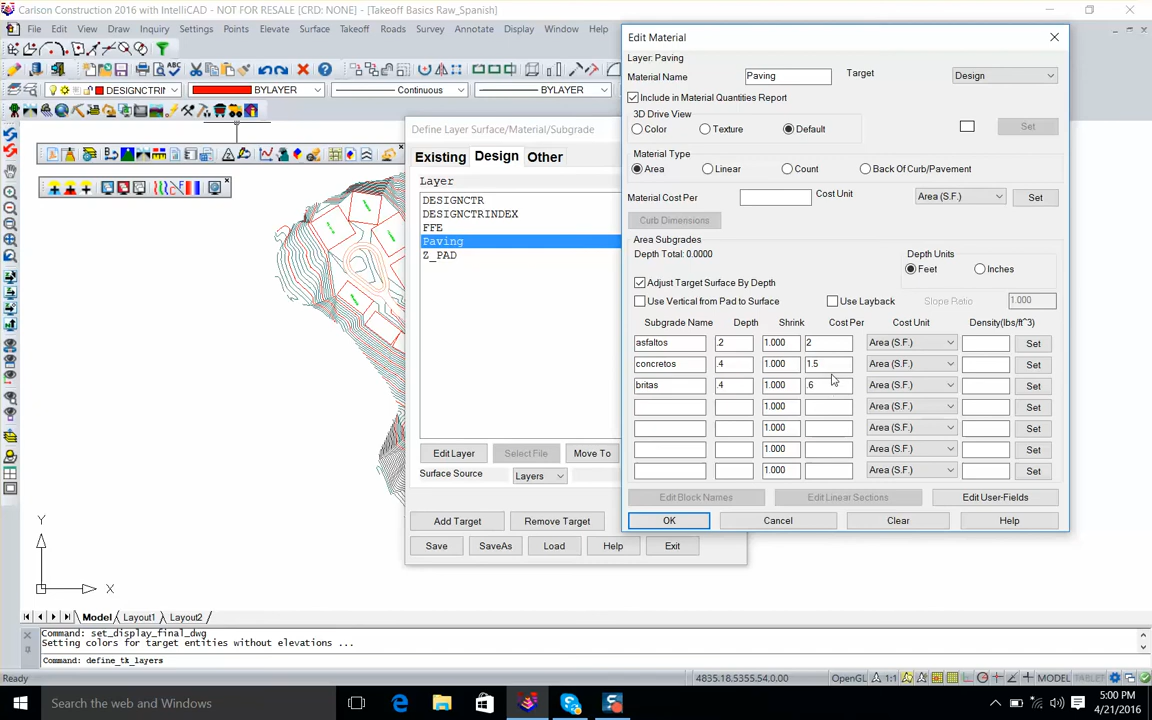 Carlson Construction 2016 with IntelliCAD - NOT FOR RESALE [CRD: NONE] - [Takeoff Basics Raw_Spanish]
File Edit View Draw Inquiry Settings Points Elevate Surface Takeoff Roads Survey Annotate Display Window Help
DESIGNCTRIN
BYLAYER
Continuous
BYLAYER
Define Layer Surface/Material/Subgrade
Existing Design Other
Layer
DESIGNCTR
DESIGNCTRINDEX
FFE
Paving
Z_PAD
Edit Layer Select File Move To
Surface Source Layers
Add Target Remove Target
Save SaveAs Load Help Exit
Edit Material
Layer: Paving
Material Name Paving Target Design
Include in Material Quantities Report
3D Drive View
Color Texture Default Set
Material Type
Area Linear Count Back Of Curb/Pavement
Material Cost Per Cost Unit Area (S.F.) Set
Curb Dimensions
Area Subgrades
Depth Total: 0.0000
Depth Units
Feet Inches
Adjust Target Surface By Depth
Use Vertical from Pad to Surface Use Layback Slope Ratio 1.000
Subgrade Name Depth Shrink Cost Per Cost Unit Density(lbs/ft^3)
asfaltos .2 1.000 2 Area (S.F.) Set
concretos .4 1.000 1.5 Area (S.F.) Set
britas .4 1.000 .6 Area (S.F.) Set
1.000 Area (S.F.) Set
1.000 Area (S.F.) Set
1.000 Area (S.F.) Set
1.000 Area (S.F.) Set
Edit Block Names Edit Linear Sections Edit User-Fields
OK Cancel Clear Help
Y
X
Model Layout1 Layout2
Command: set_display_final_dwg
Setting colors for target entities without elevations ...
Command: define_tk_layers
Ready
4835.18,5355.54,0.00 OpenGL 1:1 MODEL TABLET
Search the web and Windows
5:00 PM
4/21/2016